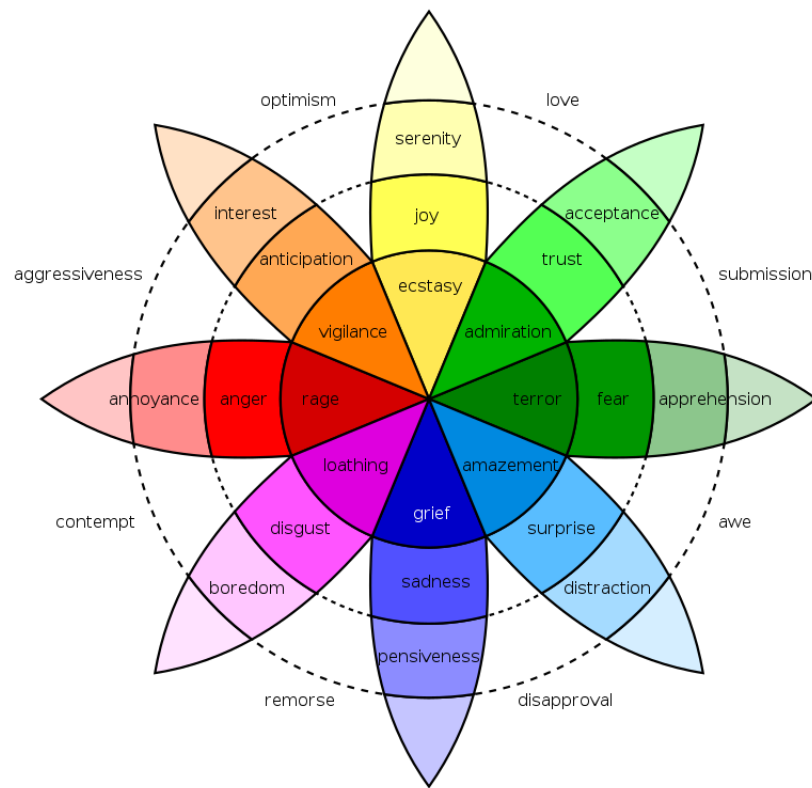 optimism
love
serenity
interest
acceptance
joy
anticipation
trust
aggressiveness
submission
ecstasy
vigilance
admiration
annoyance
anger
rage
terror
fear
apprehension
loathing
amazement
grief
contempt
disgust
surprise
awe
boredom
sadness
distraction
pensiveness
remorse
disapproval